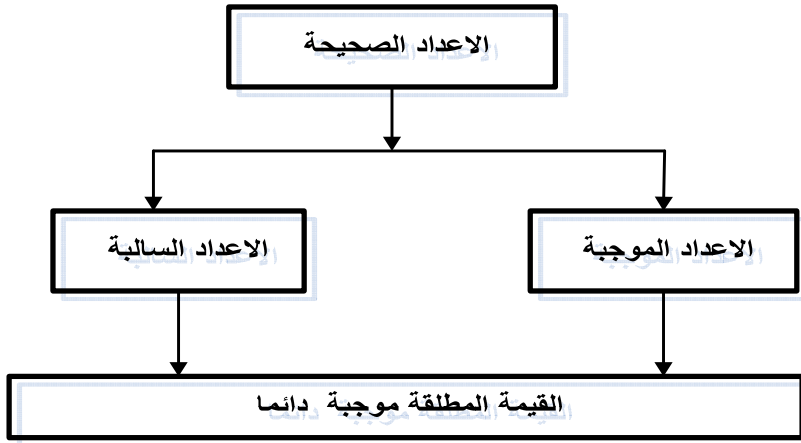 الاعداد الصحيحة
الاعداد الموجبة
الاعداد السالبة
القيمة المطلقة موجبة دائما